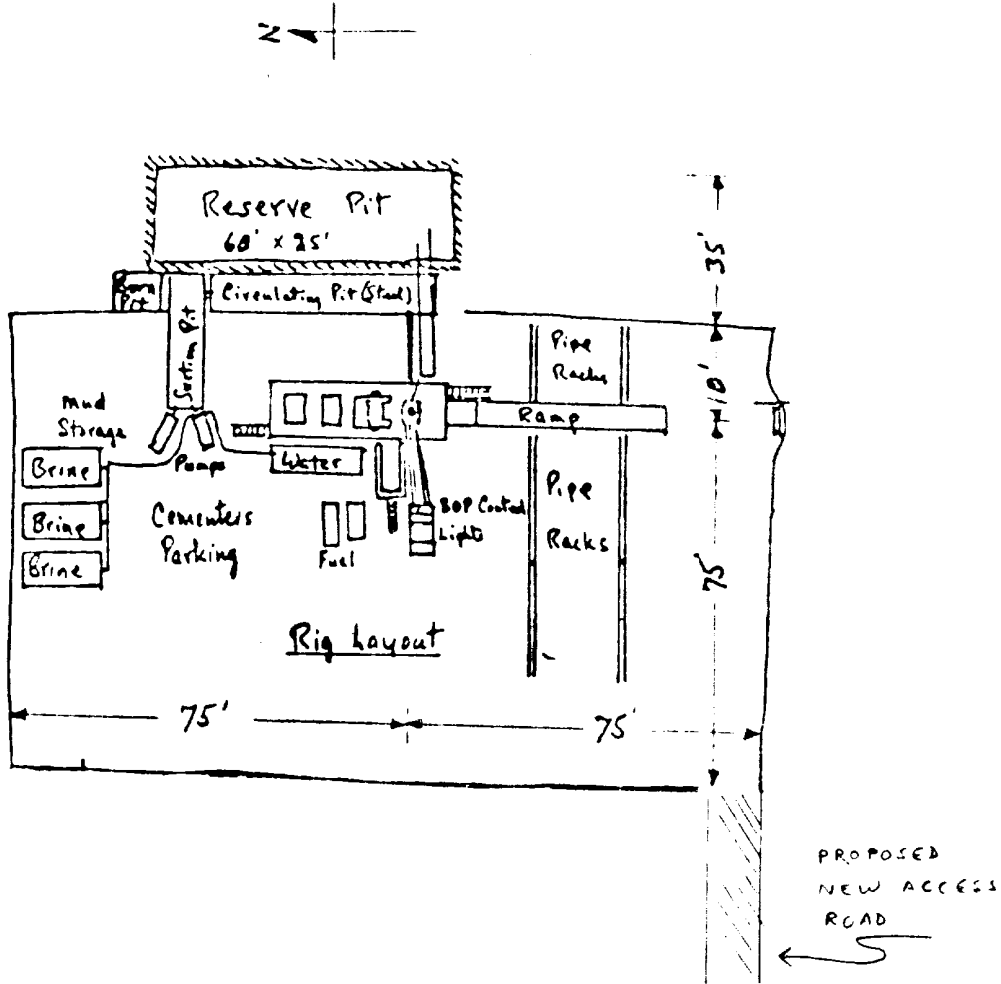 N
Reserve Pit
60' x 25'
35'
Burn
Pit
Circulating Pit (Steel)
Suction Pit
Pipe
Racks
10'
Mud
Storage
Ramp
Brine
Pumps
Water
Pipe
Racks
Brine
Cementers
Parking
BOP Control
Lights
Fuel
Brine
75'
Rig Layout
75'
75'
PROPOSED
NEW ACCESS
ROAD